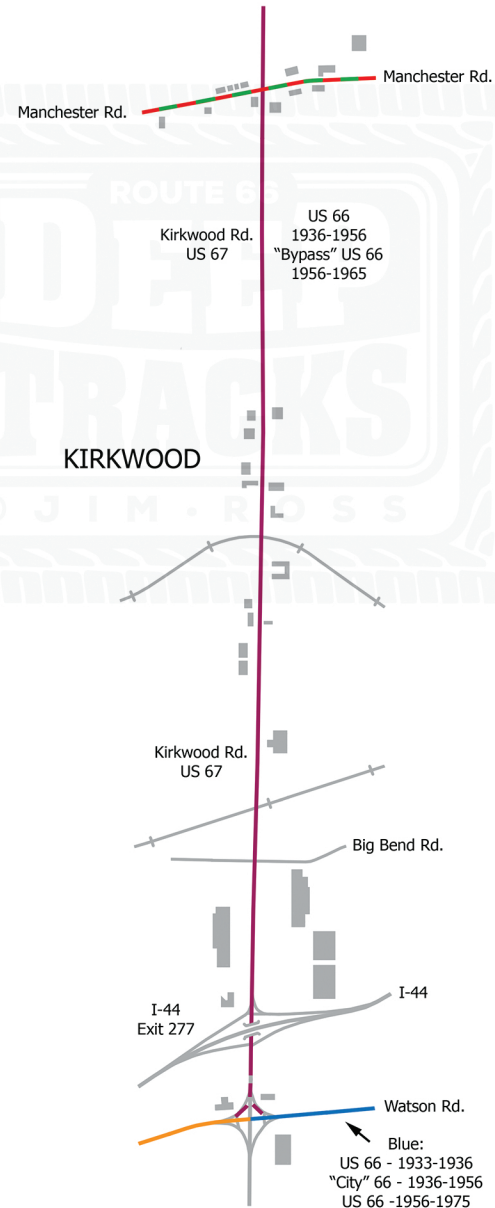 Manchester Rd.
Manchester Rd.
ROUTE 66
Kirkwood Rd.
US 67
US 66
1936-1956
“Bypass” US 66
1956-1965
DEEP
TRACKS
KIRKWOOD
JIM · ROSS
Kirkwood Rd.
US 67
Big Bend Rd.
I-44
I-44
Exit 277
Watson Rd.
Blue:
US 66 - 1933-1936
“City” 66 - 1936-1956
US 66 -1956-1975